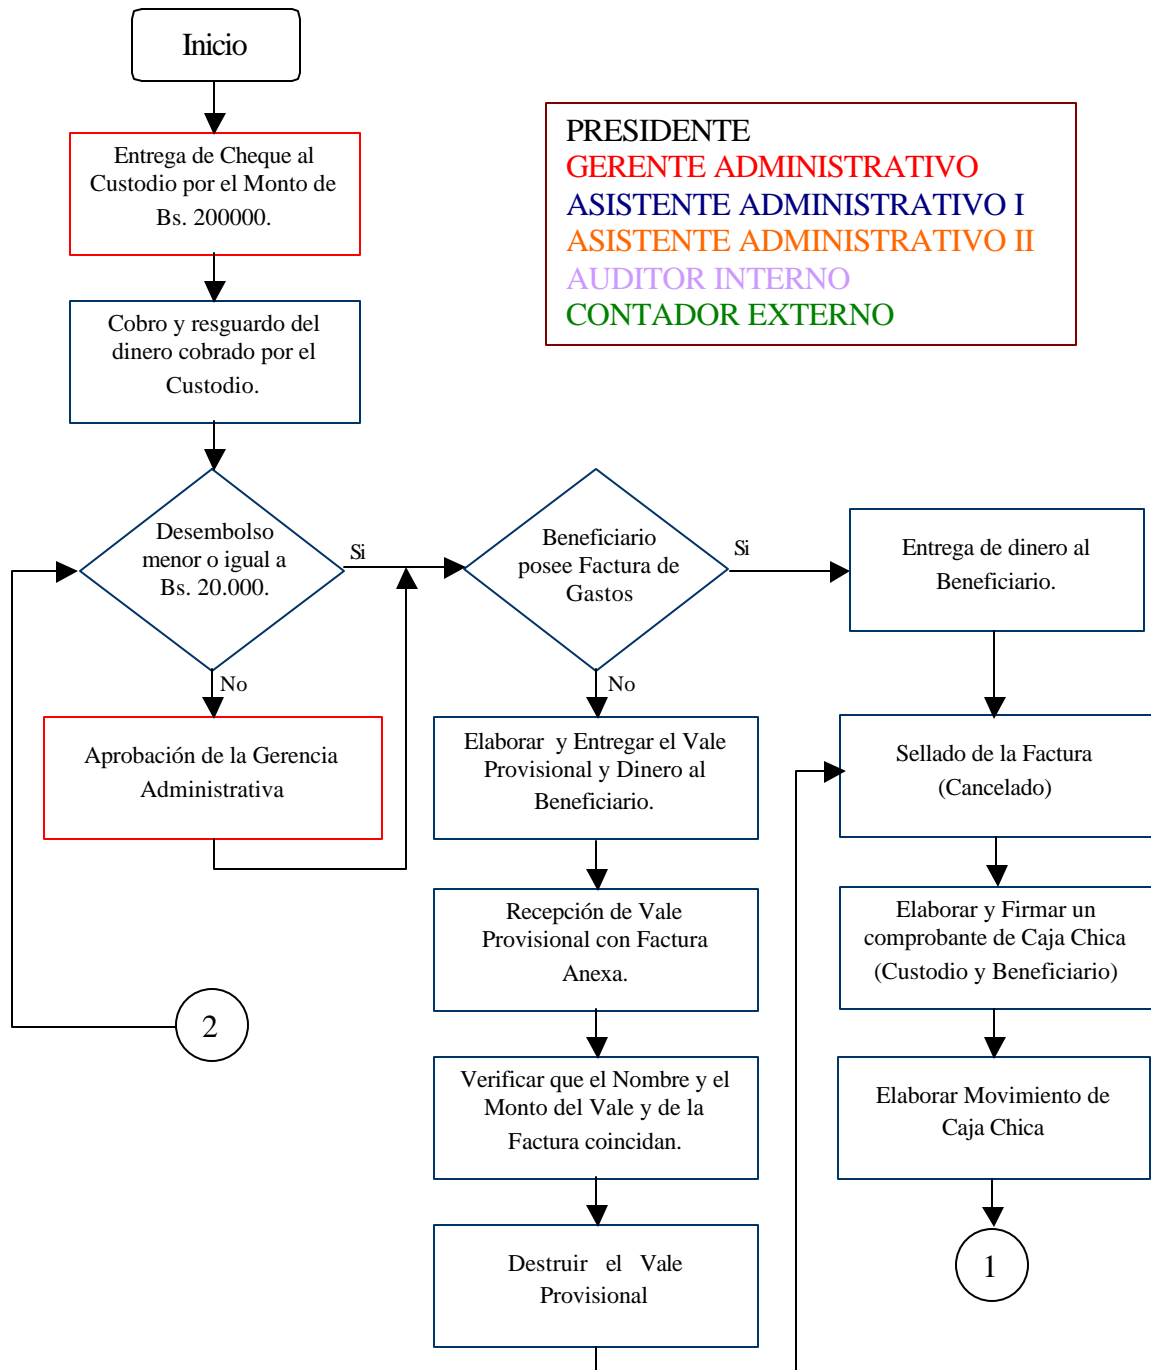 Inicio
Entrega de Cheque al
Custodio por el Monto de
Bs. 200000.
PRESIDENTE
GERENTE ADMINISTRATIVO
ASISTENTE ADMINISTRATIVO I
ASISTENTE ADMINISTRATIVO II
AUDITOR INTERNO
CONTADOR EXTERNO
Cobro y resguardo del
dinero cobrado por el
Custodio.
Desembolso
menor o igual a
Bs. 20.000.
Si
Beneficiario
posee Factura de
Gastos
Si
Entrega de dinero al
Beneficiario.
No
No
Aprobación de la Gerencia
Administrativa
Elaborar y Entregar el Vale
Provisional y Dinero al
Beneficiario.
Sellado de la Factura
(Cancelado)
Recepción de Vale
Provisional con Factura
Anexa.
Elaborar y Firmar un
comprobante de Caja Chica
(Custodio y Beneficiario)
2
Verificar que el Nombre y el
Monto del Vale y de la
Factura coincidan.
Elaborar Movimiento de
Caja Chica
Destruir el Vale
Provisional
1